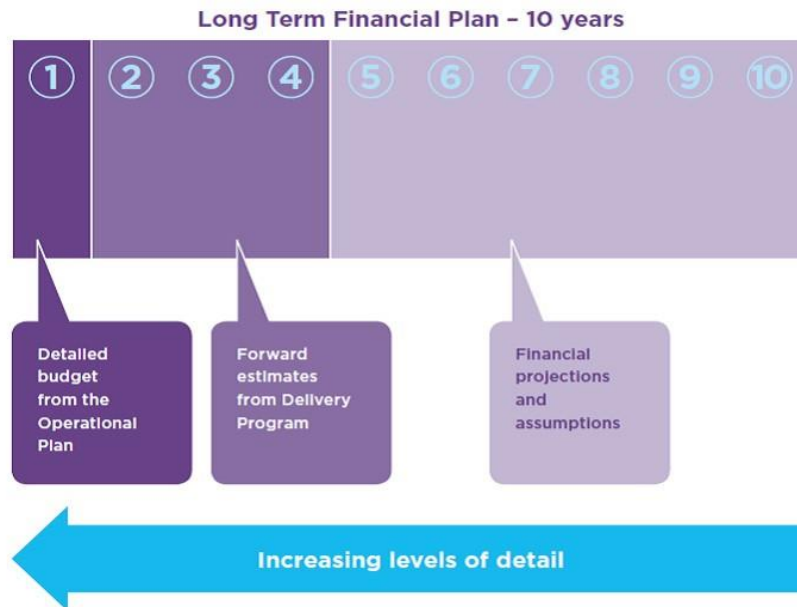 Long Term Financial Plan – 10 years
1 2 3 4 5 6 7 8 9 10
Detailed
budget
from the
Operational
Plan
Forward
estimates
from Delivery
Program
Financial
projections
and
assumptions
Increasing levels of detail